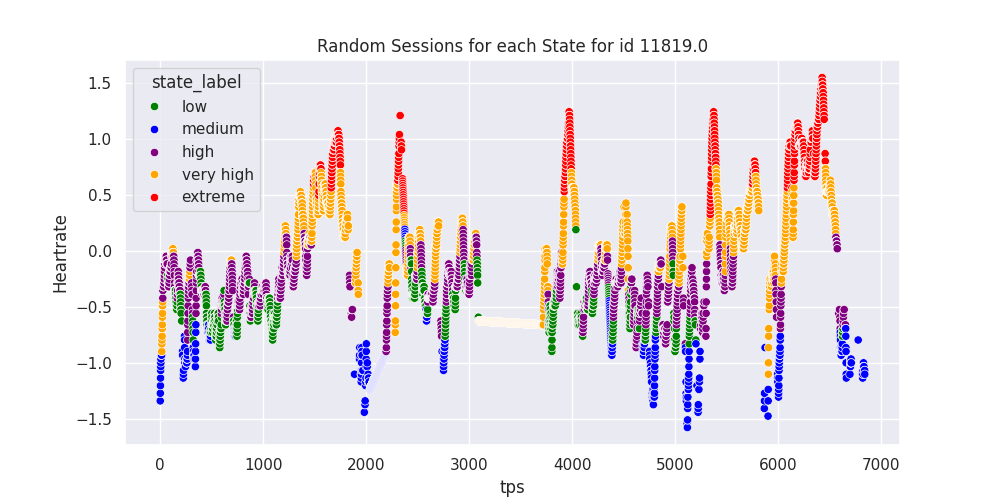 Random Sessions for each State for id 11819.0
state_label
low
medium
high
very high
extreme
1.5
1.0
0.5
0.0
−0.5
−1.0
−1.5
Heartrate
0 1000 2000 3000 4000 5000 6000 7000
tps